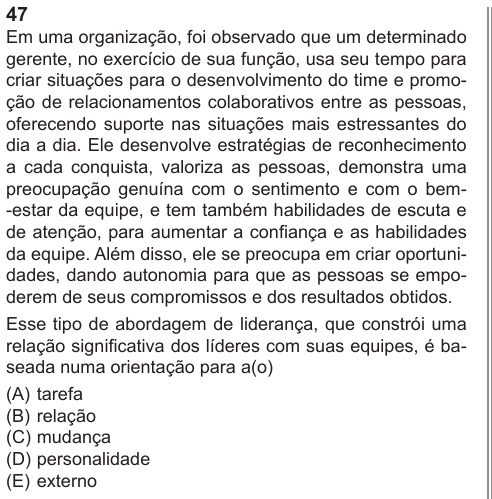 47
Em uma organização, foi observado que um determinado
gerente, no exercício de sua função, usa seu tempo para
criar situações para o desenvolvimento do time e promo-
ção de relacionamentos colaborativos entre as pessoas,
oferecendo suporte nas situações mais estressantes do
dia a dia. Ele desenvolve estratégias de reconhecimento
a cada conquista, valoriza as pessoas, demonstra uma
preocupação genuína com o sentimento e com o bem-
-estar da equipe, e tem também habilidades de escuta e
de atenção, para aumentar a confiança e as habilidades
da equipe. Além disso, ele se preocupa em criar oportuni-
dades, dando autonomia para que as pessoas se empo-
derem de seus compromissos e dos resultados obtidos.
Esse tipo de abordagem de liderança, que constrói uma
relação significativa dos líderes com suas equipes, é ba-
seada numa orientação para a(o)
(A) tarefa
(B) relação
(C) mudança
(D) personalidade
(E) externo